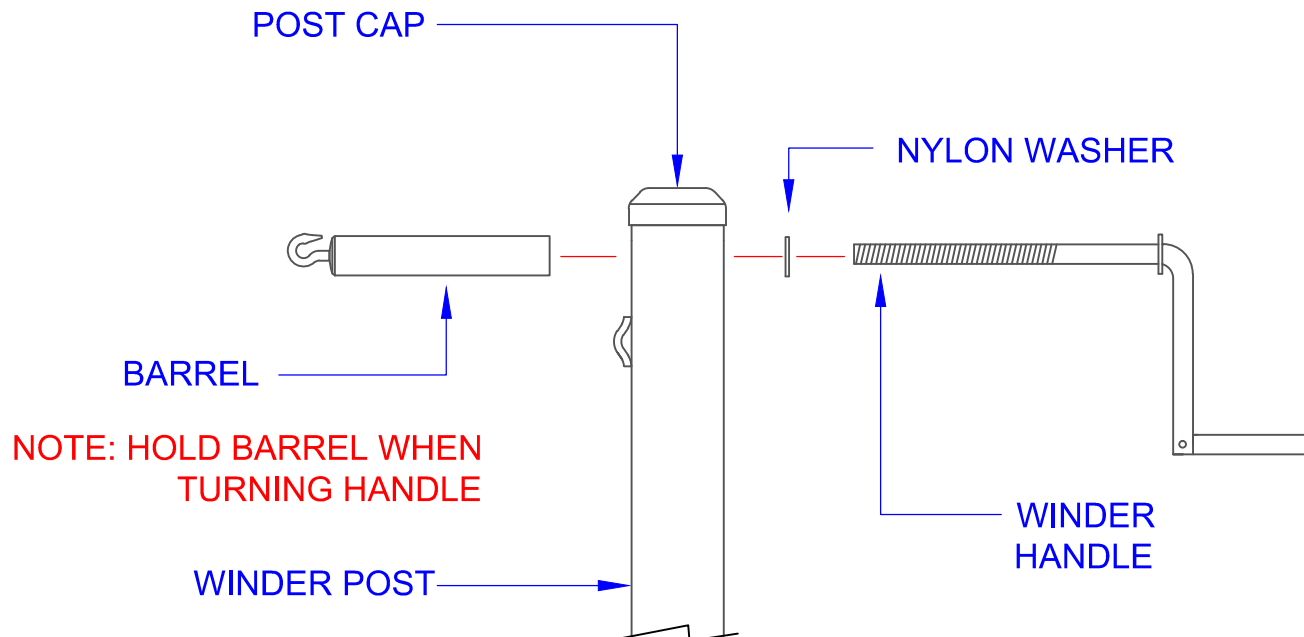 POST CAP
NYLON WASHER
BARREL
NOTE: HOLD BARREL WHEN
TURNING HANDLE
WINDER
HANDLE
WINDER POST